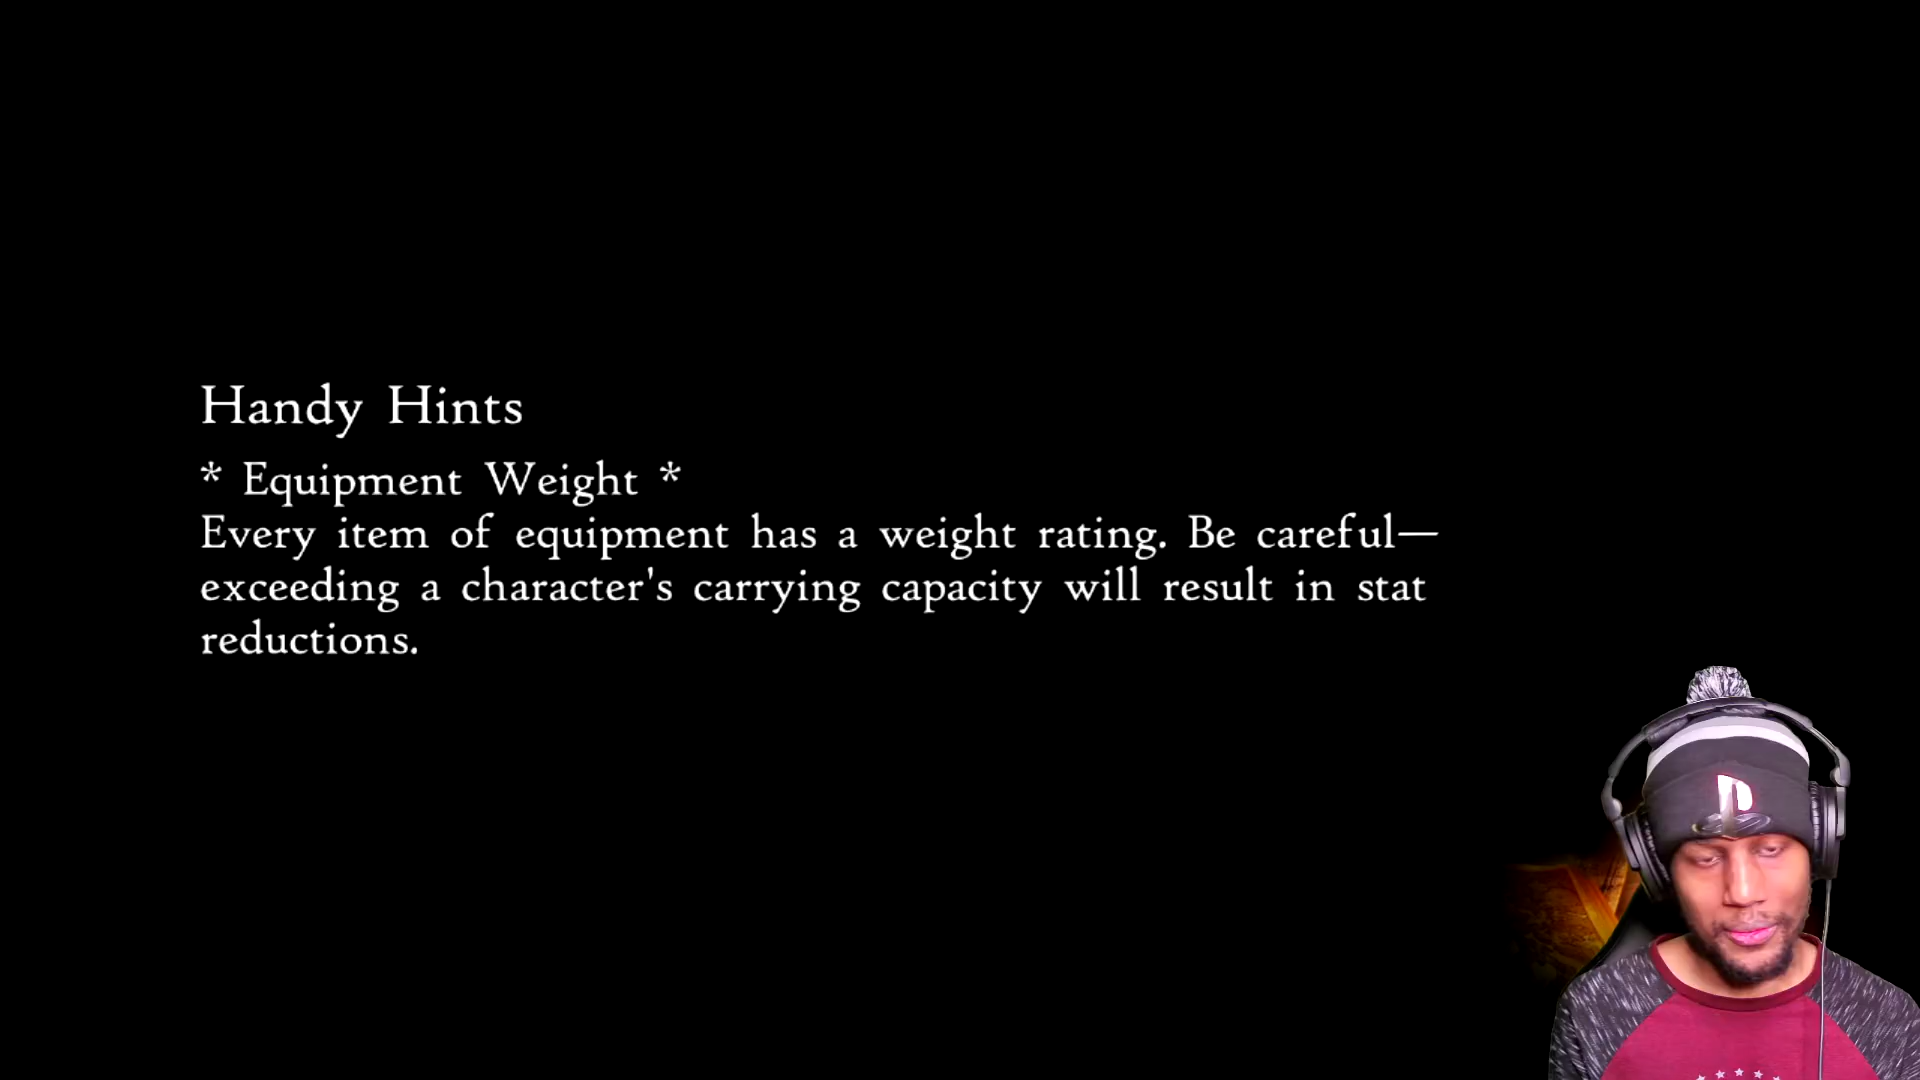 Handy Hints
* Equipment Weight *
Every item of equipment has a weight rating. Be careful—
exceeding a character's carrying capacity will result in stat
reductions.